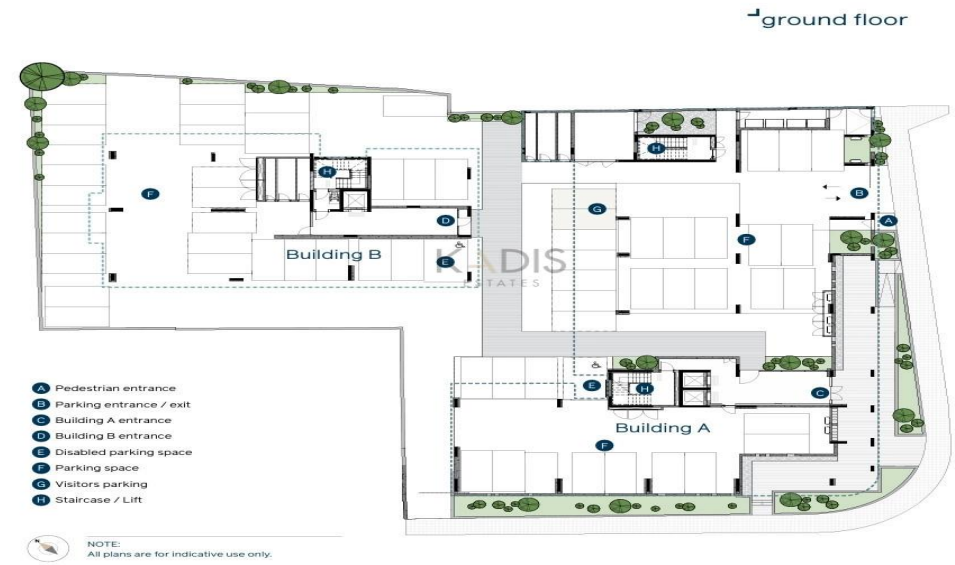 ground floor
H
F
D
E
Building B
H
G
F
B
A
KADIS
ESTATES
E
H
C
Building A
F
A Pedestrian entrance
B Parking entrance / exit
C Building A entrance
D Building B entrance
E Disabled parking space
F Parking space
G Visitors parking
H Staircase / Lift
NOTE:
All plans are for indicative use only.